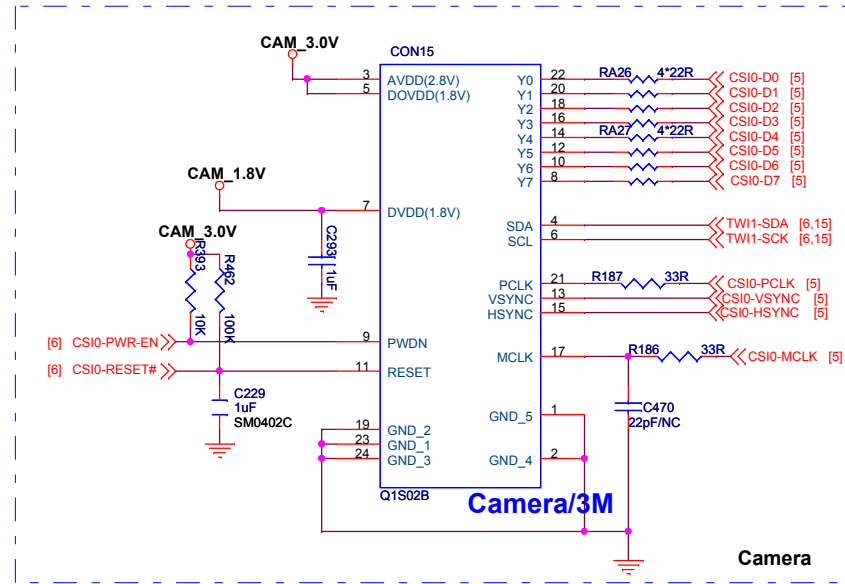 CAM_3.0V
CON15
3 AVDD(2.8V) Y0 22 RA26 4*22R CSI0-D0 [5]
5 DOVDD(1.8V) Y1 20 CSI0-D1 [5]
Y2 18 CSI0-D2 [5]
Y3 16 CSI0-D3 [5]
Y4 14 RA27 4*22R CSI0-D4 [5]
Y5 12 CSI0-D5 [5]
Y6 10 CSI0-D6 [5]
Y7 8 CSI0-D7 [5]
CAM_1.8V
7 DVDD(1.8V)
SDA 4 TWI1-SDA [6,15]
SCL 6 TWI1-SCK [6,15]
CAM_3.0V
R393
10K
R462
100K
C293
1uF
PCLK 21 R187 33R CSI0-PCLK [5]
VSYNC 13 CSI0-VSYNC [5]
HSYNC 15 CSI0-HSYNC [5]
[6] CSI0-PWR-EN 9 PWDN
MCLK 17 R186 33R CSI0-MCLK [5]
[6] CSI0-RESET# 11 RESET
C229
1uF
SM0402C
C470
22pF/NC
GND_5 1
19 GND_2
23 GND_1
24 GND_3
GND_4 2
Q1S02B
Camera/3M
Camera